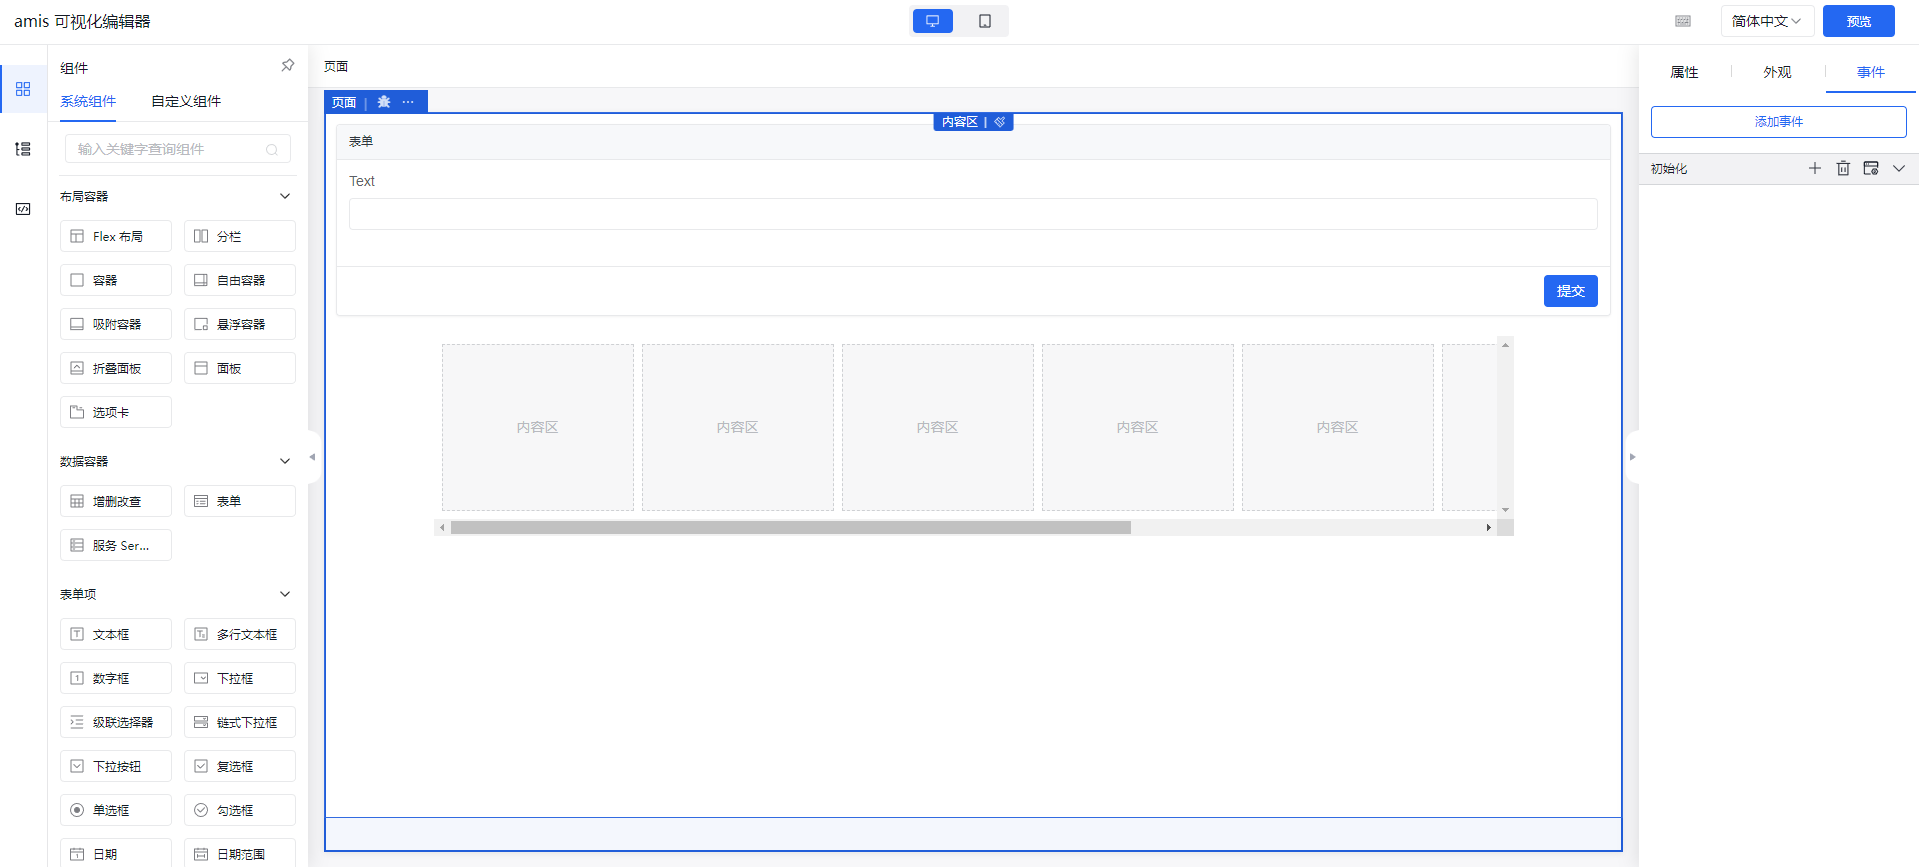 amis 可视化编辑器
简体中文
预览
组件
系统组件
自定义组件
输入关键字查询组件
布局容器
Flex 布局
分栏
容器
自由容器
吸附容器
悬浮容器
折叠面板
面板
选项卡
数据容器
增删改查
表单
服务 Ser...
表单项
文本框
多行文本框
数字框
下拉框
级联选择器
链式下拉框
下拉按钮
复选框
单选框
勾选框
日期
日期范围
页面
页面
内容区
表单
Text
提交
内容区
内容区
内容区
内容区
内容区
属性
外观
事件
添加事件
初始化